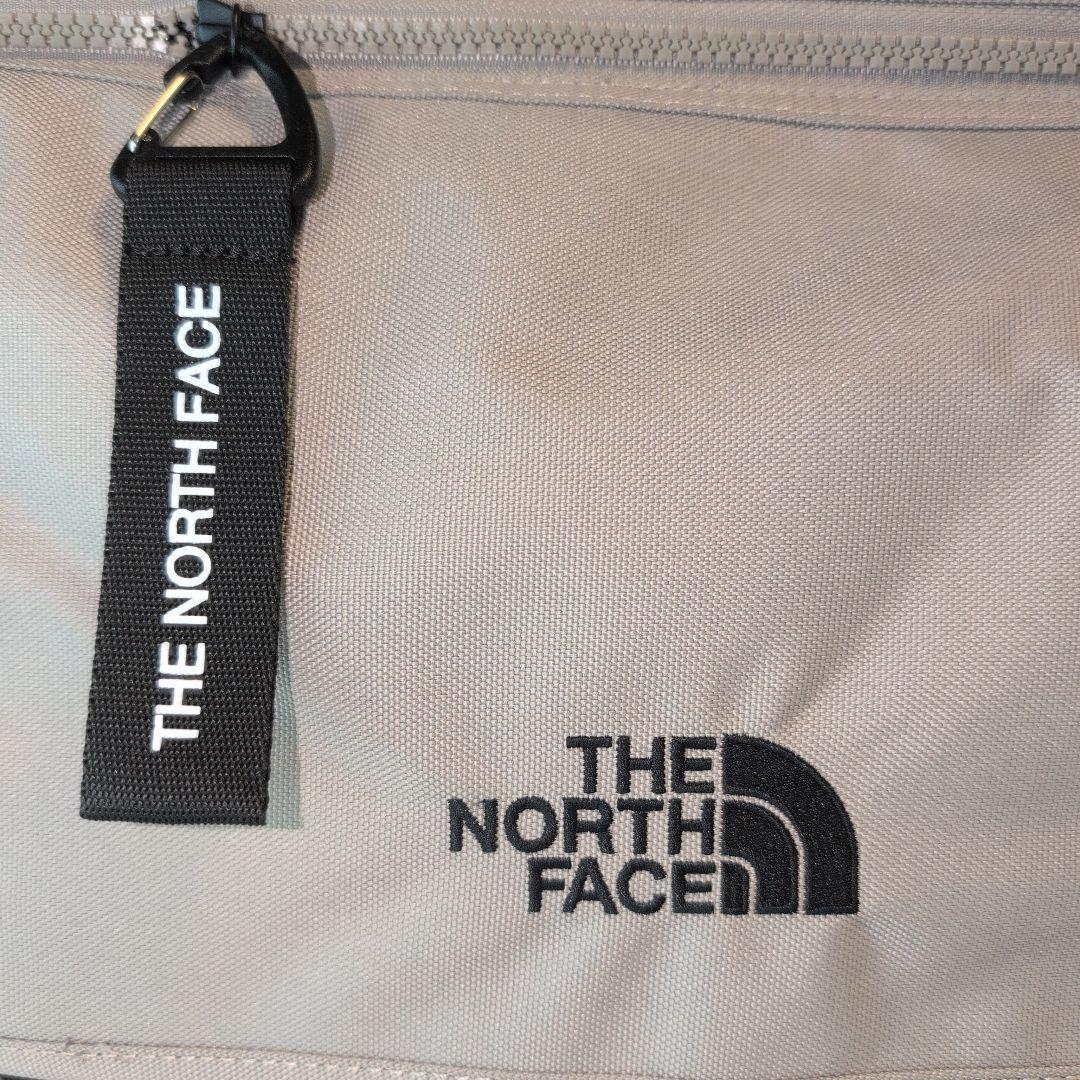 THE NORTH FACE
THE
NORTH
FACE